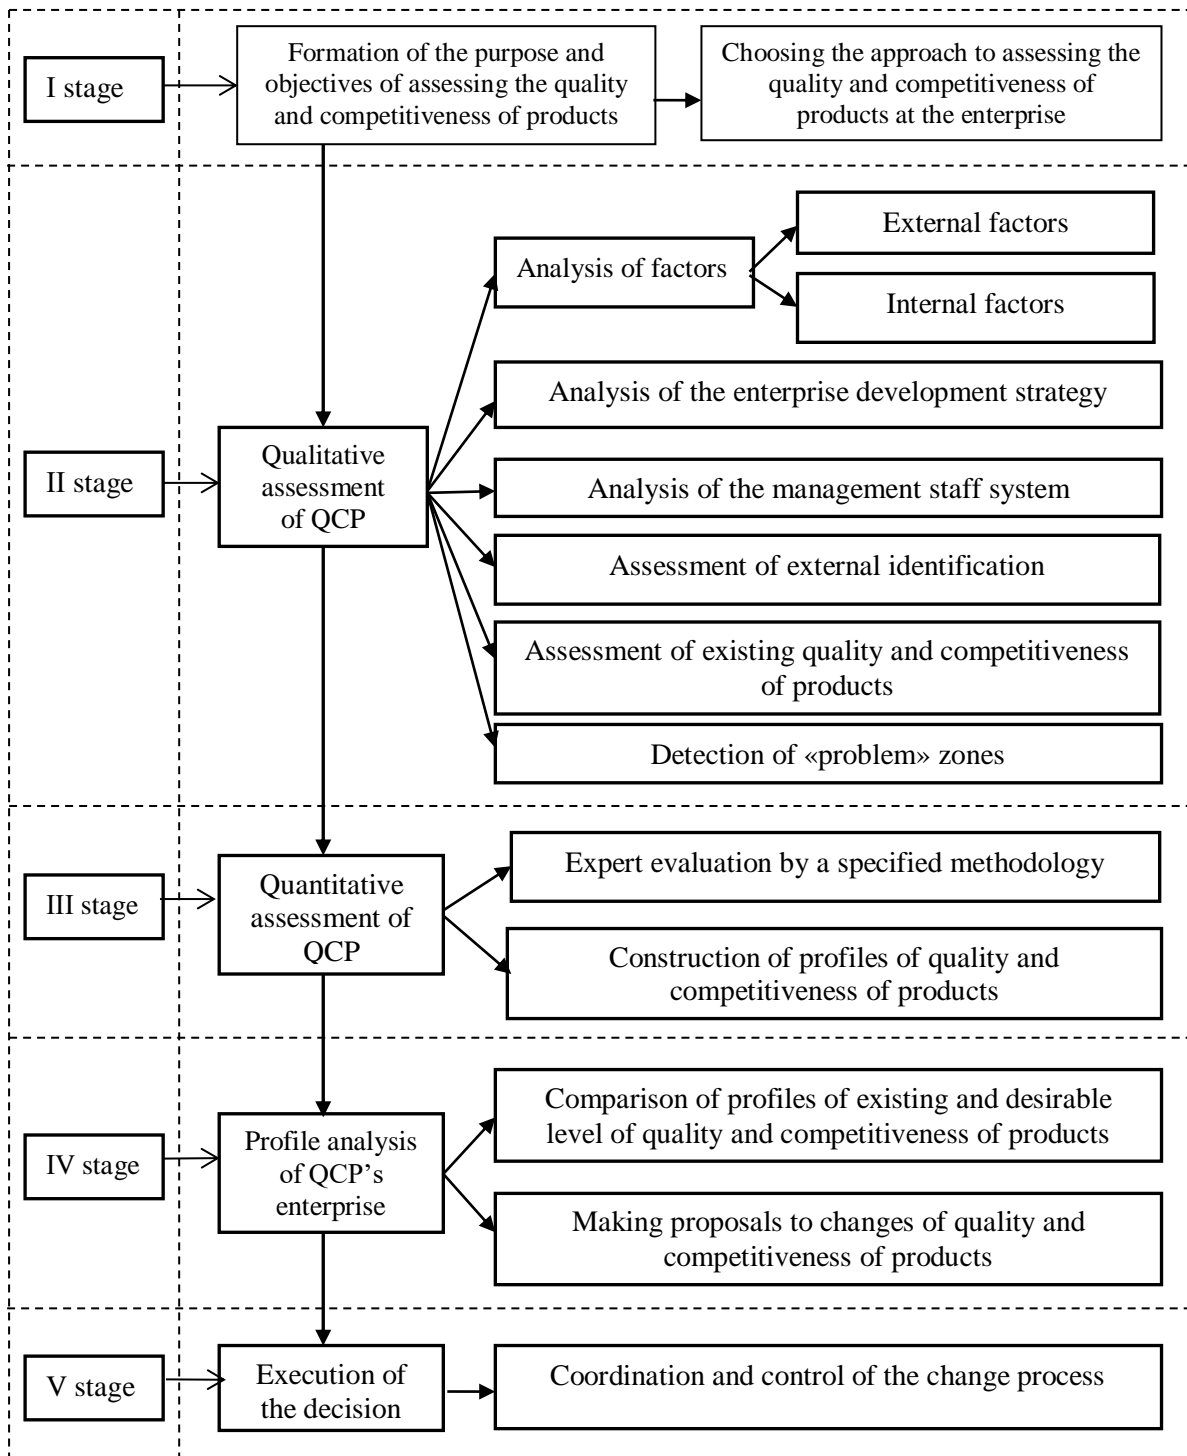 I stage
Formation of the purpose and
objectives of assessing the quality
and competitiveness of products
Choosing the approach to assessing the
quality and competitiveness of
products at the enterprise
II stage
Qualitative
assessment
of QCP
Analysis of factors
External factors
Internal factors
Analysis of the enterprise development strategy
Analysis of the management staff system
Assessment of external identification
Assessment of existing quality and competitiveness
of products
Detection of «problem» zones
III stage
Quantitative
assessment of
QCP
Expert evaluation by a specified methodology
Construction of profiles of quality and
competitiveness of products
IV stage
Profile analysis
of QCP’s
enterprise
Comparison of profiles of existing and desirable
level of quality and competitiveness of products
Making proposals to changes of quality and
competitiveness of products
V stage
Execution of
the decision
Coordination and control of the change process